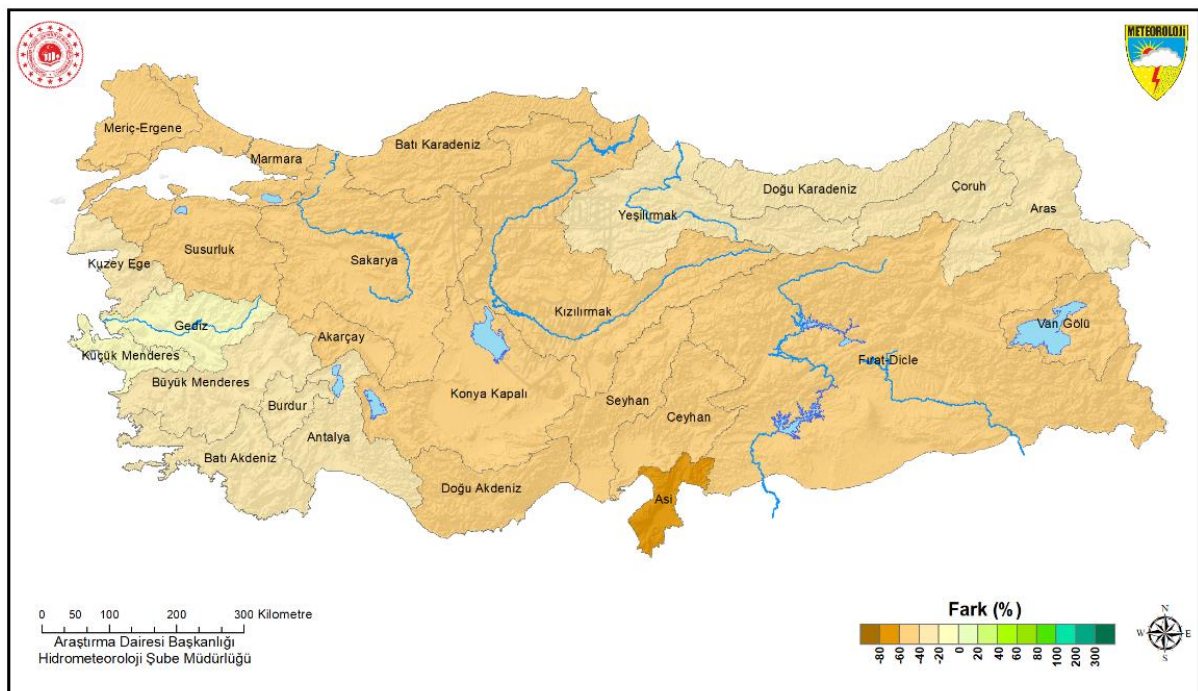 METEOROLOJİ
Meriç-Ergene
Marmara
Batı Karadeniz
Doğu Karadeniz
Çoruh
Aras
Yeşilırmak
Susurluk
Sakarya
Kuzey Ege
Kızılırmak
Gediz
Akarçay
Van Gölü
Küçük Menderes
Fırat-Dicle
Büyük Menderes
Konya Kapalı
Seyhan
Burdur
Ceyhan
Antalya
Batı Akdeniz
Doğu Akdeniz
Asi
0 50 100 200 300 Kilometre
Araştırma Dairesi Başkanlığı
Hidrometeoroloji Şube Müdürlüğü
Fark (%)
-80 -60 -40 -20 0 20 40 60 80 100 200 300
N
W E
S